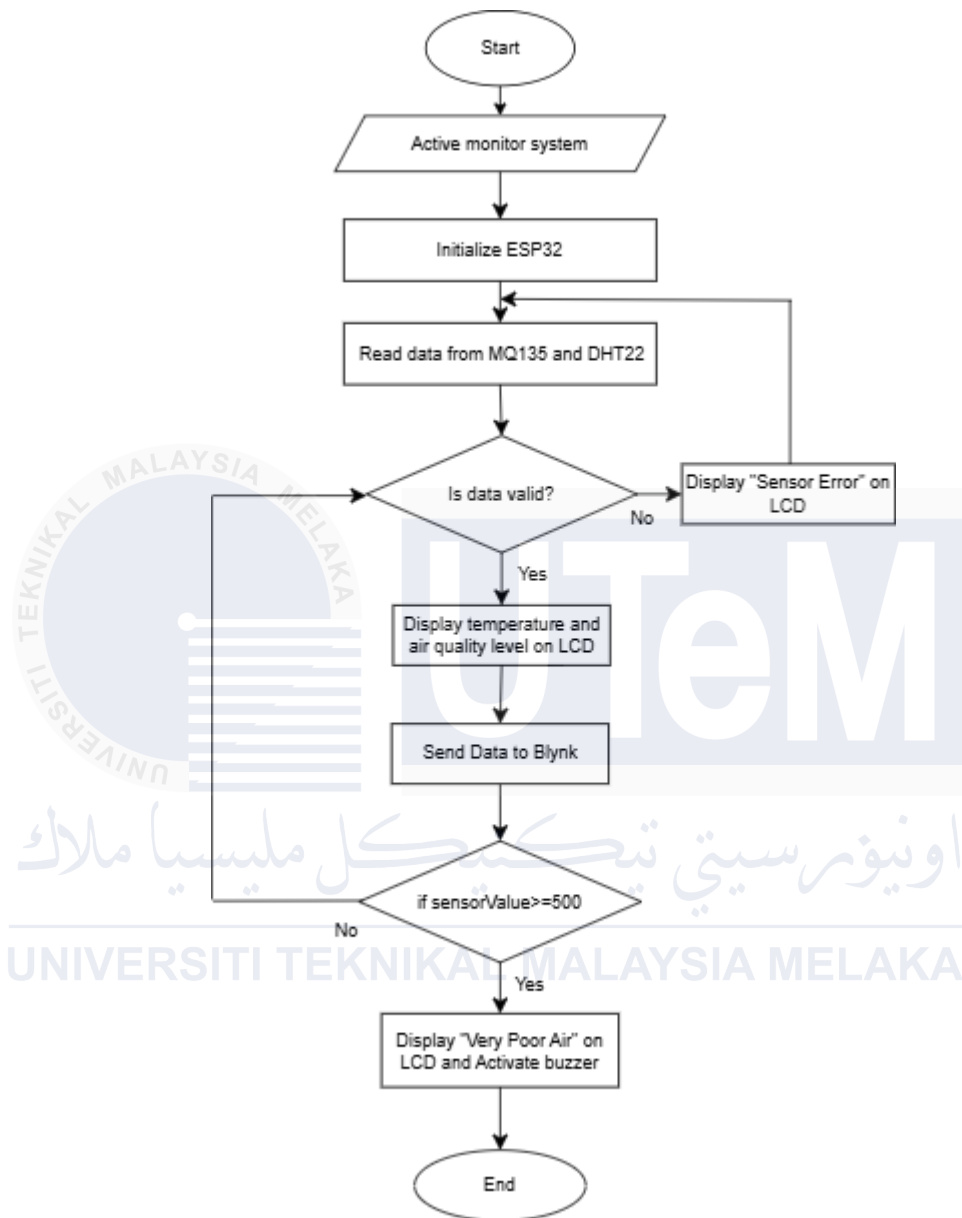 Start
Active monitor system
Initialize ESP32
Read data from MQ135 and DHT22
Is data valid?
No
Display "Sensor Error" on
LCD
Yes
Display temperature and
air quality level on LCD
Send Data to Blynk
if sensorValue>=500
No
Yes
Display "Very Poor Air" on
LCD and Activate buzzer
End
UNIVERSITI TEKNIKAL MALAYSIA MELAKA
UTeM
اونيۏرسيتي تيكنيكل مليسيا ملاك
UNIVERSITI TEKNIKAL MALAYSIA MELAKA